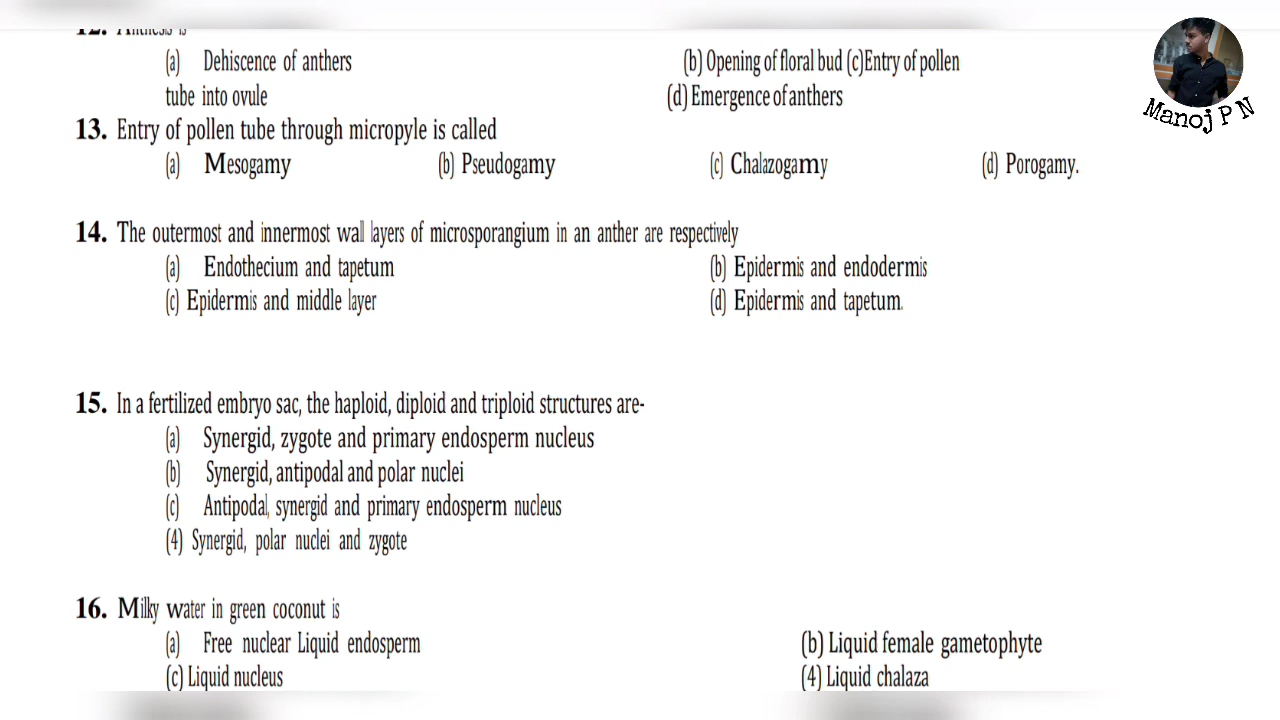 12. Anthesis is
(a) Dehiscence of anthers (b) Opening of floral bud (c)Entry of pollen
tube into ovule (d) Emergence of anthers
13. Entry of pollen tube through micropyle is called
(a) Mesogamy (b) Pseudogamy (c) Chalazogamy (d) Porogamy.
14. The outermost and innermost wall layers of microsporangium in an anther are respectively
(a) Endothecium and tapetum (b) Epidermis and endodermis
(c) Epidermis and middle layer (d) Epidermis and tapetum.
15. In a fertilized embryo sac, the haploid, diploid and triploid structures are-
(a) Synergid, zygote and primary endosperm nucleus
(b) Synergid, antipodal and polar nuclei
(c) Antipodal, synergid and primary endosperm nucleus
(4) Synergid, polar nuclei and zygote
16. Milky water in green coconut is
(a) Free nuclear Liquid endosperm (b) Liquid female gametophyte
(c) Liquid nucleus (4) Liquid chalaza
Manoj P N